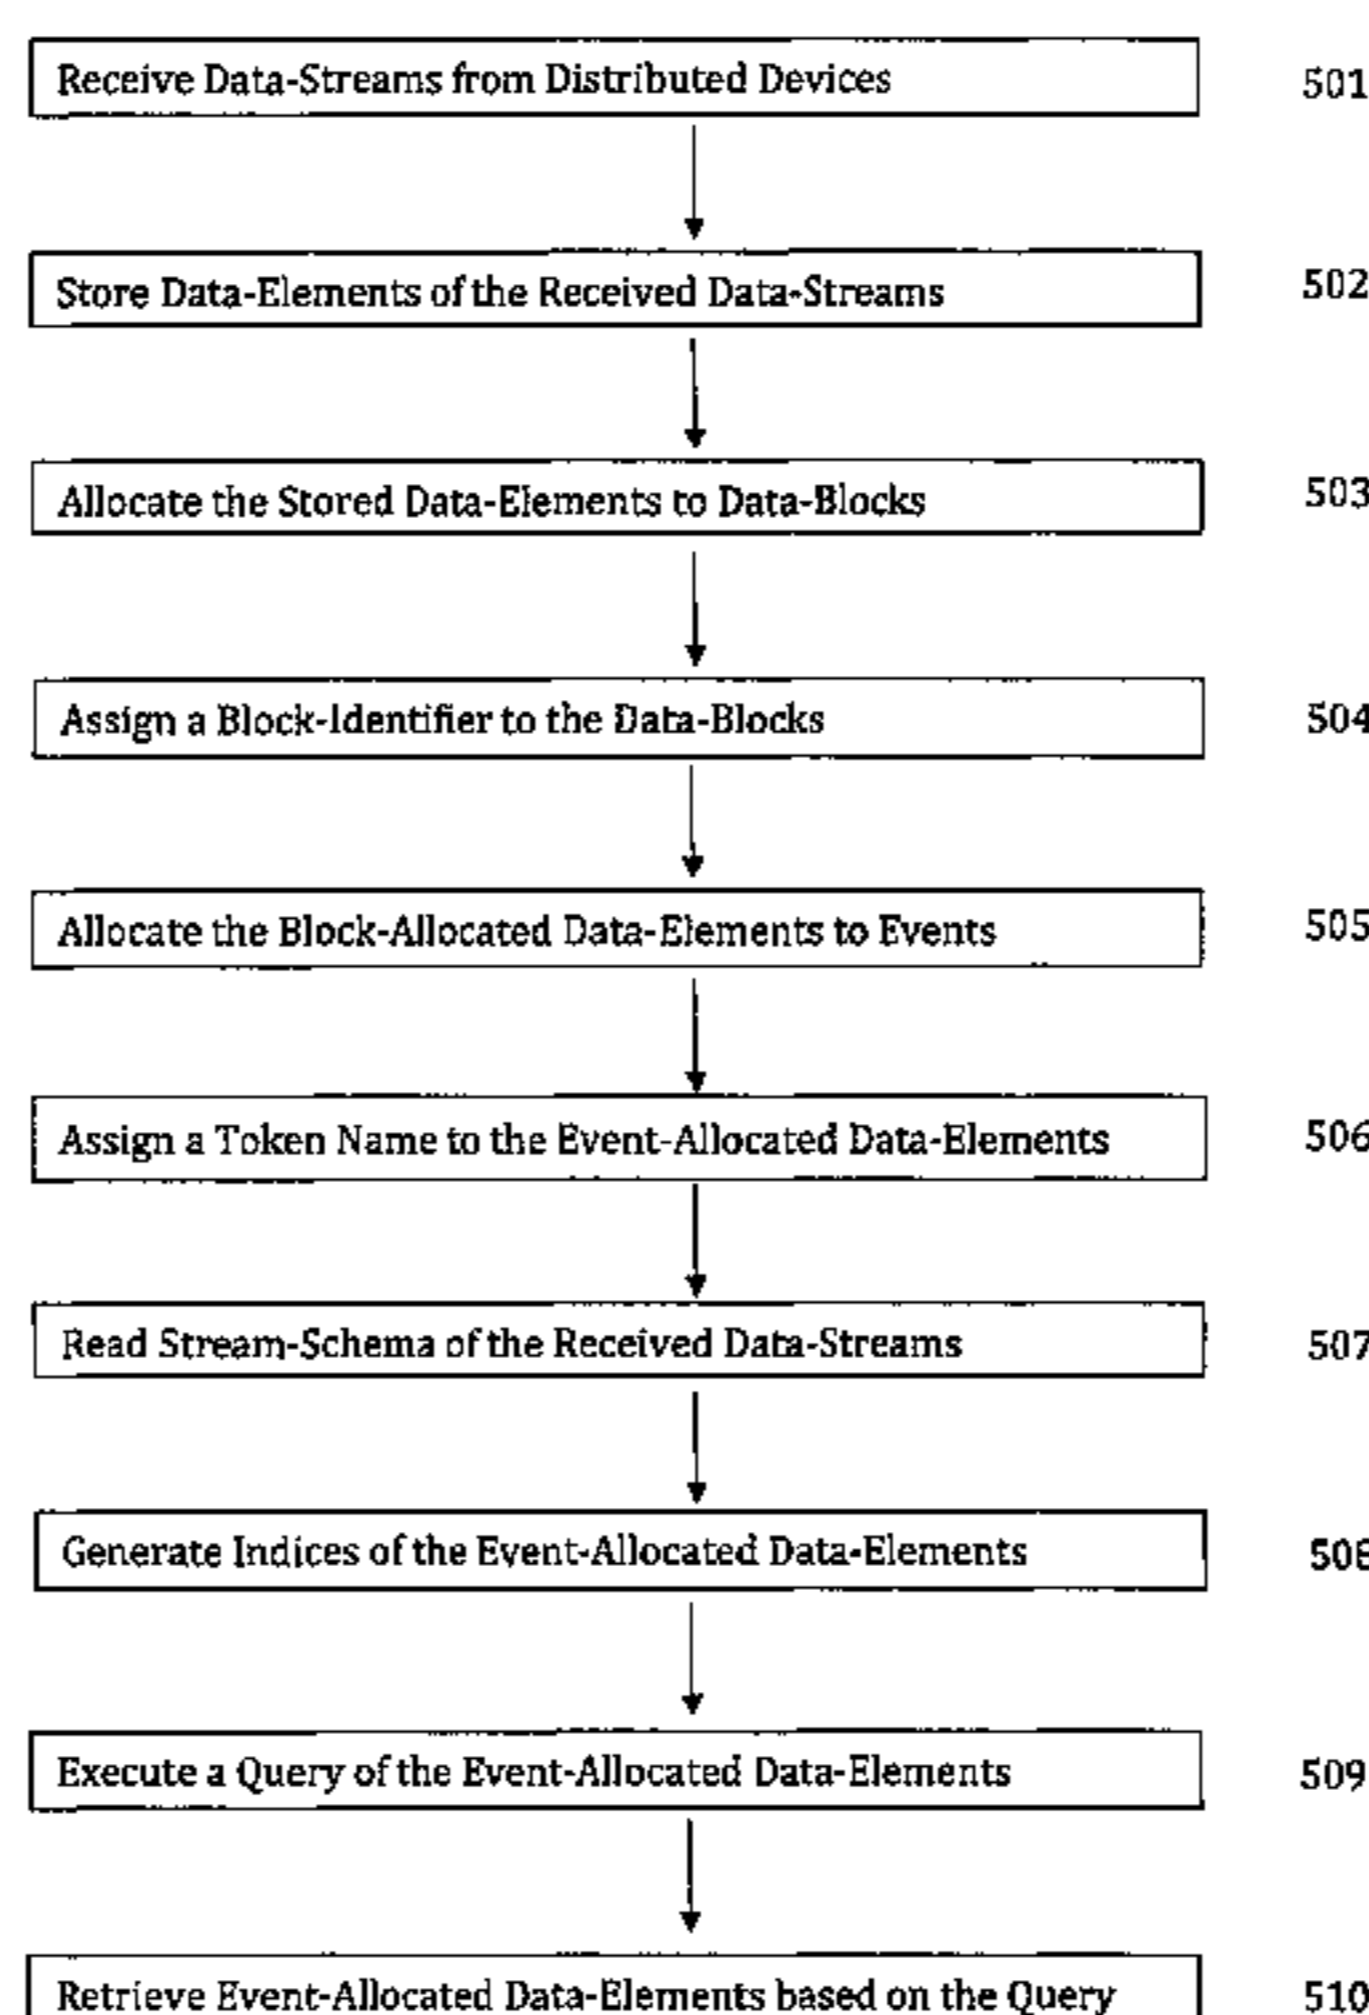 Receive Data-Streams from Distributed Devices 501
Store Data-Elements of the Received Data-Streams 502
Allocate the Stored Data-Elements to Data-Blocks 503
Assign a Block-Identifier to the Data-Blocks 504
Allocate the Block-Allocated Data-Elements to Events 505
Assign a Token Name to the Event-Allocated Data-Elements 506
Read Stream-Schema of the Received Data-Streams 507
Generate Indices of the Event-Allocated Data-Elements 508
Execute a Query of the Event-Allocated Data-Elements 509
Retrieve Event-Allocated Data-Elements based on the Query 510